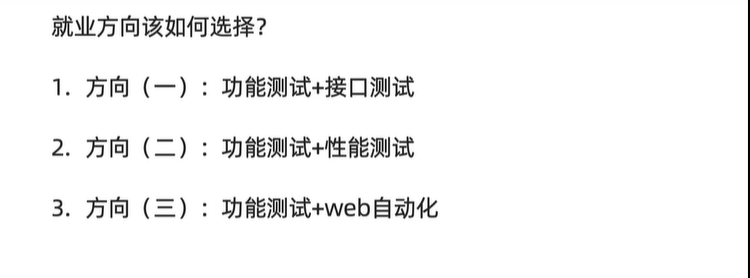 就业方向该如何选择？
1. 方向（一）：功能测试+接口测试
2. 方向（二）：功能测试+性能测试
3. 方向（三）：功能测试+web自动化